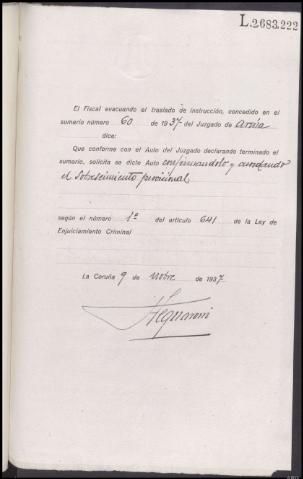 L.2683.222
El Fiscal evacuando el traslado de instrucción, concedido en el
sumario número 60 de 1937 del Juzgado de Arzúa
dice:
Que conforme con el Auto del Juzgado declarando terminado el
sumario, solicita se dicte Auto confirmandolo y acordando
el sobreseimiento provisional
según el número 1º del artículo 641 de la Ley de
Enjuiciamiento Criminal
La Coruña 9 de Novbre de 1937